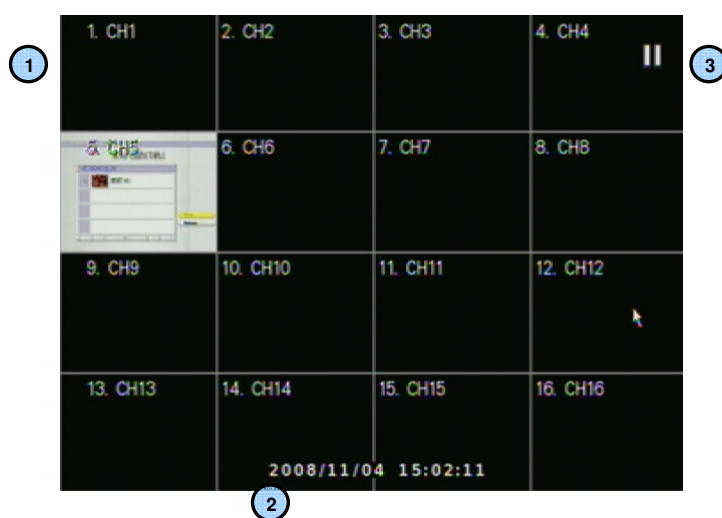 1. CH1
2. CH2
3. CH3
4. CH4
1
3
5. CH5
6. CH6
7. CH7
8. CH8
9. CH9
10. CH10
11. CH11
12. CH12
13. CH13
14. CH14
15. CH15
16. CH16
2008/11/04 15:02:11
2